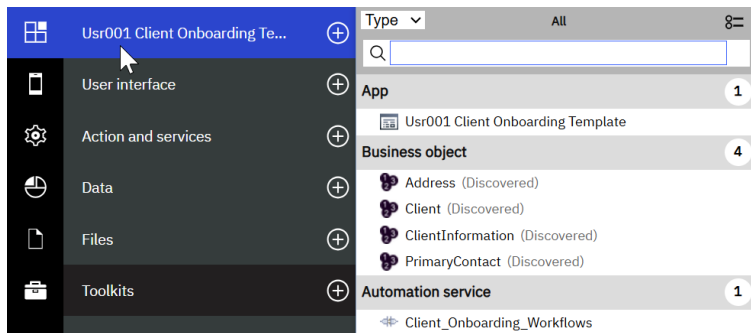 Usr001 Client Onboarding Te...
User interface
Action and services
Data
Files
Toolkits
Type All
App 1
Usr001 Client Onboarding Template
Business object 4
Address (Discovered)
Client (Discovered)
ClientInformation (Discovered)
PrimaryContact (Discovered)
Automation service 1
Client_Onboarding_Workflows